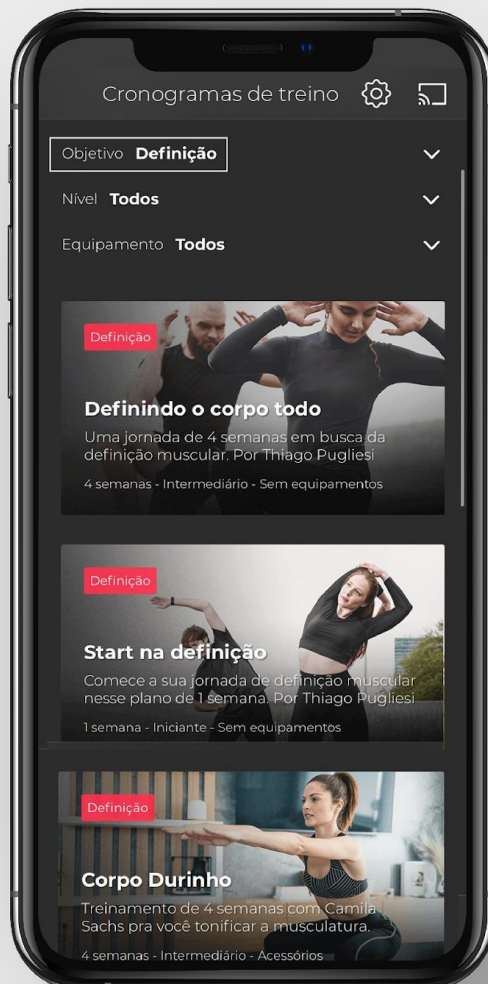 Cronogramas de treino
Objetivo Definição
Nível Todos
Equipamento Todos
Definição
Definindo o corpo todo
Uma jornada de 4 semanas em busca da
definição muscular. Por Thiago Pugliesi
4 semanas - Intermediário - Sem equipamentos
Definição
Start na definição
Comece a sua jornada de definição muscular
nesse plano de 1 semana. Por Thiago Pugliesi
1 semana - Iniciante - Sem equipamentos
Definição
Corpo Durinho
Treinamento de 4 semanas com Camila
Sachs pra você tonificar a musculatura.
4 semanas - Intermediário - Acessórios